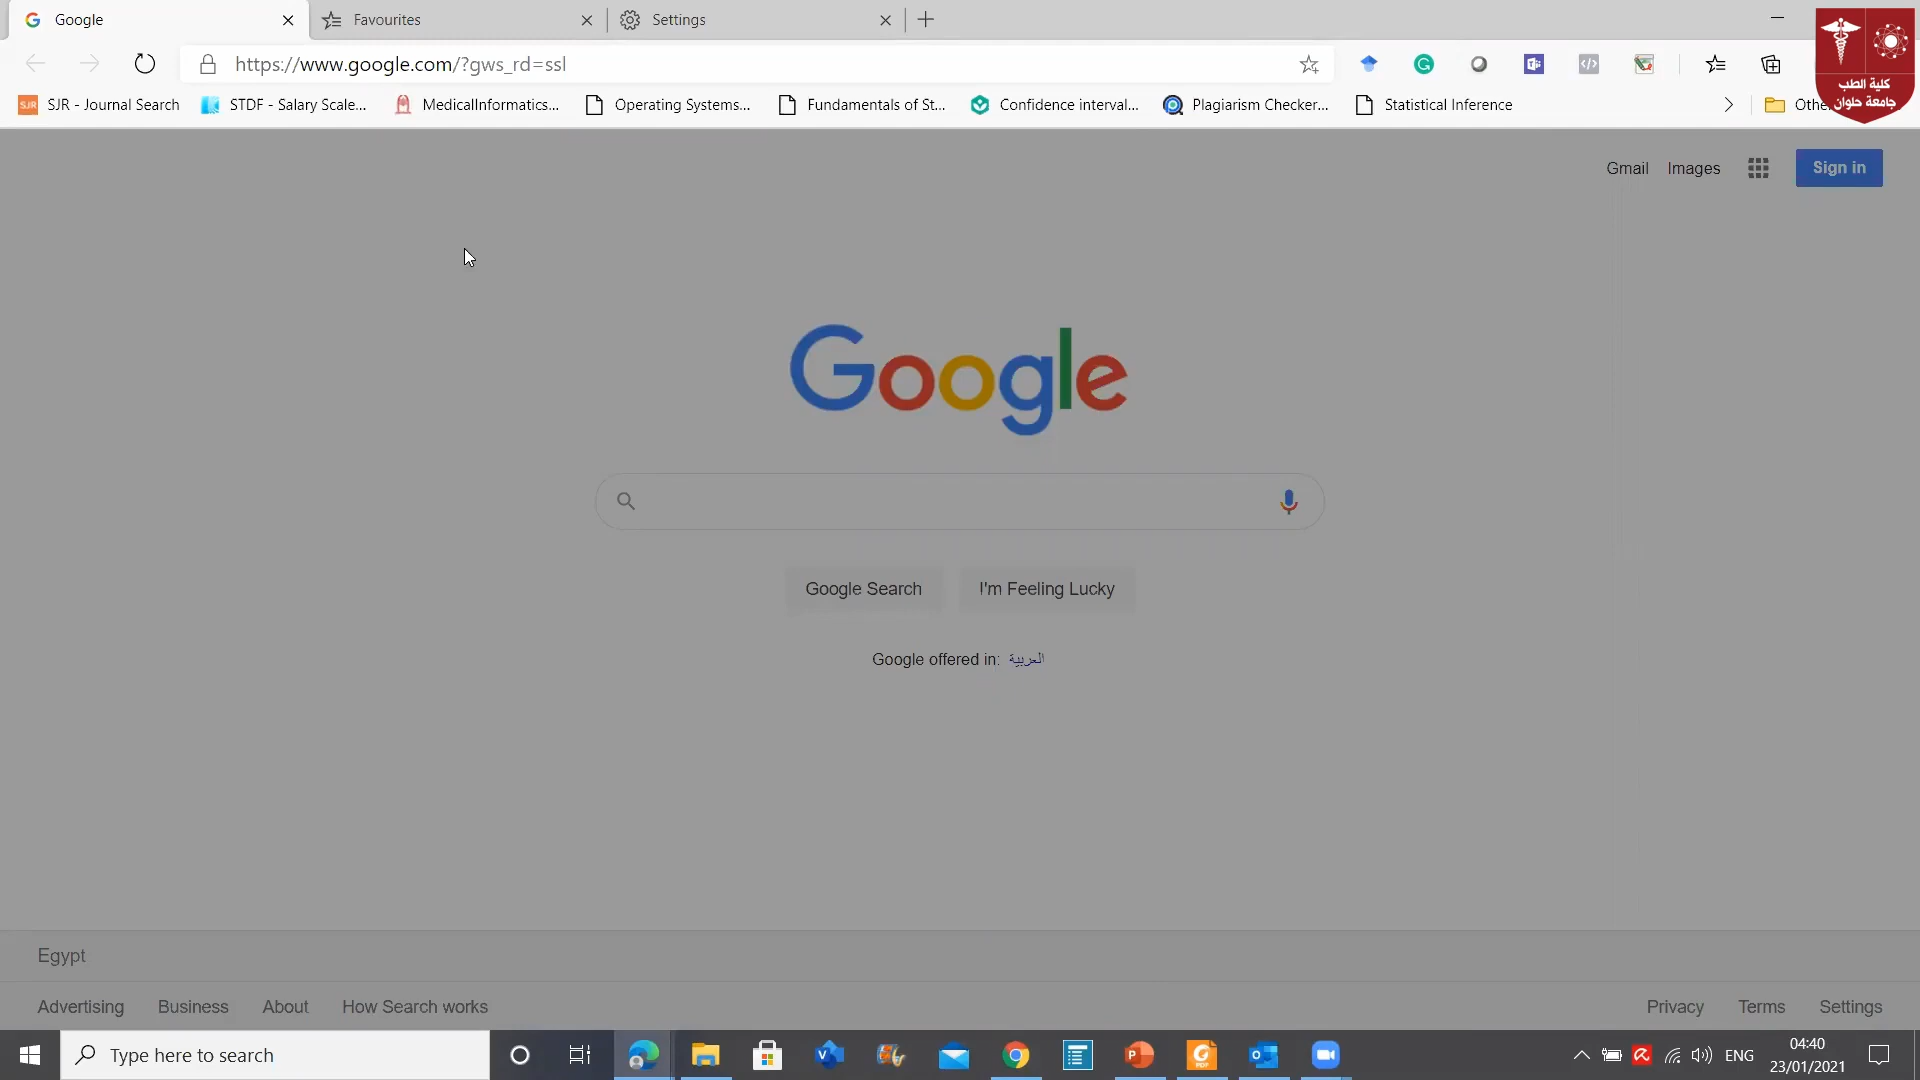 Google
Favourites
Settings
https://www.google.com/?gws_rd=ssl
SJR SJR - Journal Search
STDF - Salary Scale...
MedicalInformatics...
Operating Systems...
Fundamentals of St...
Confidence interval...
Plagiarism Checker...
Statistical Inference
كلية الطب
جامعة حلوان
Gmail
Images
Sign in
Google
Google Search
I'm Feeling Lucky
Google offered in: العربية
Egypt
Advertising
Business
About
How Search works
Privacy
Terms
Settings
Type here to search
ENG
04:40
23/01/2021